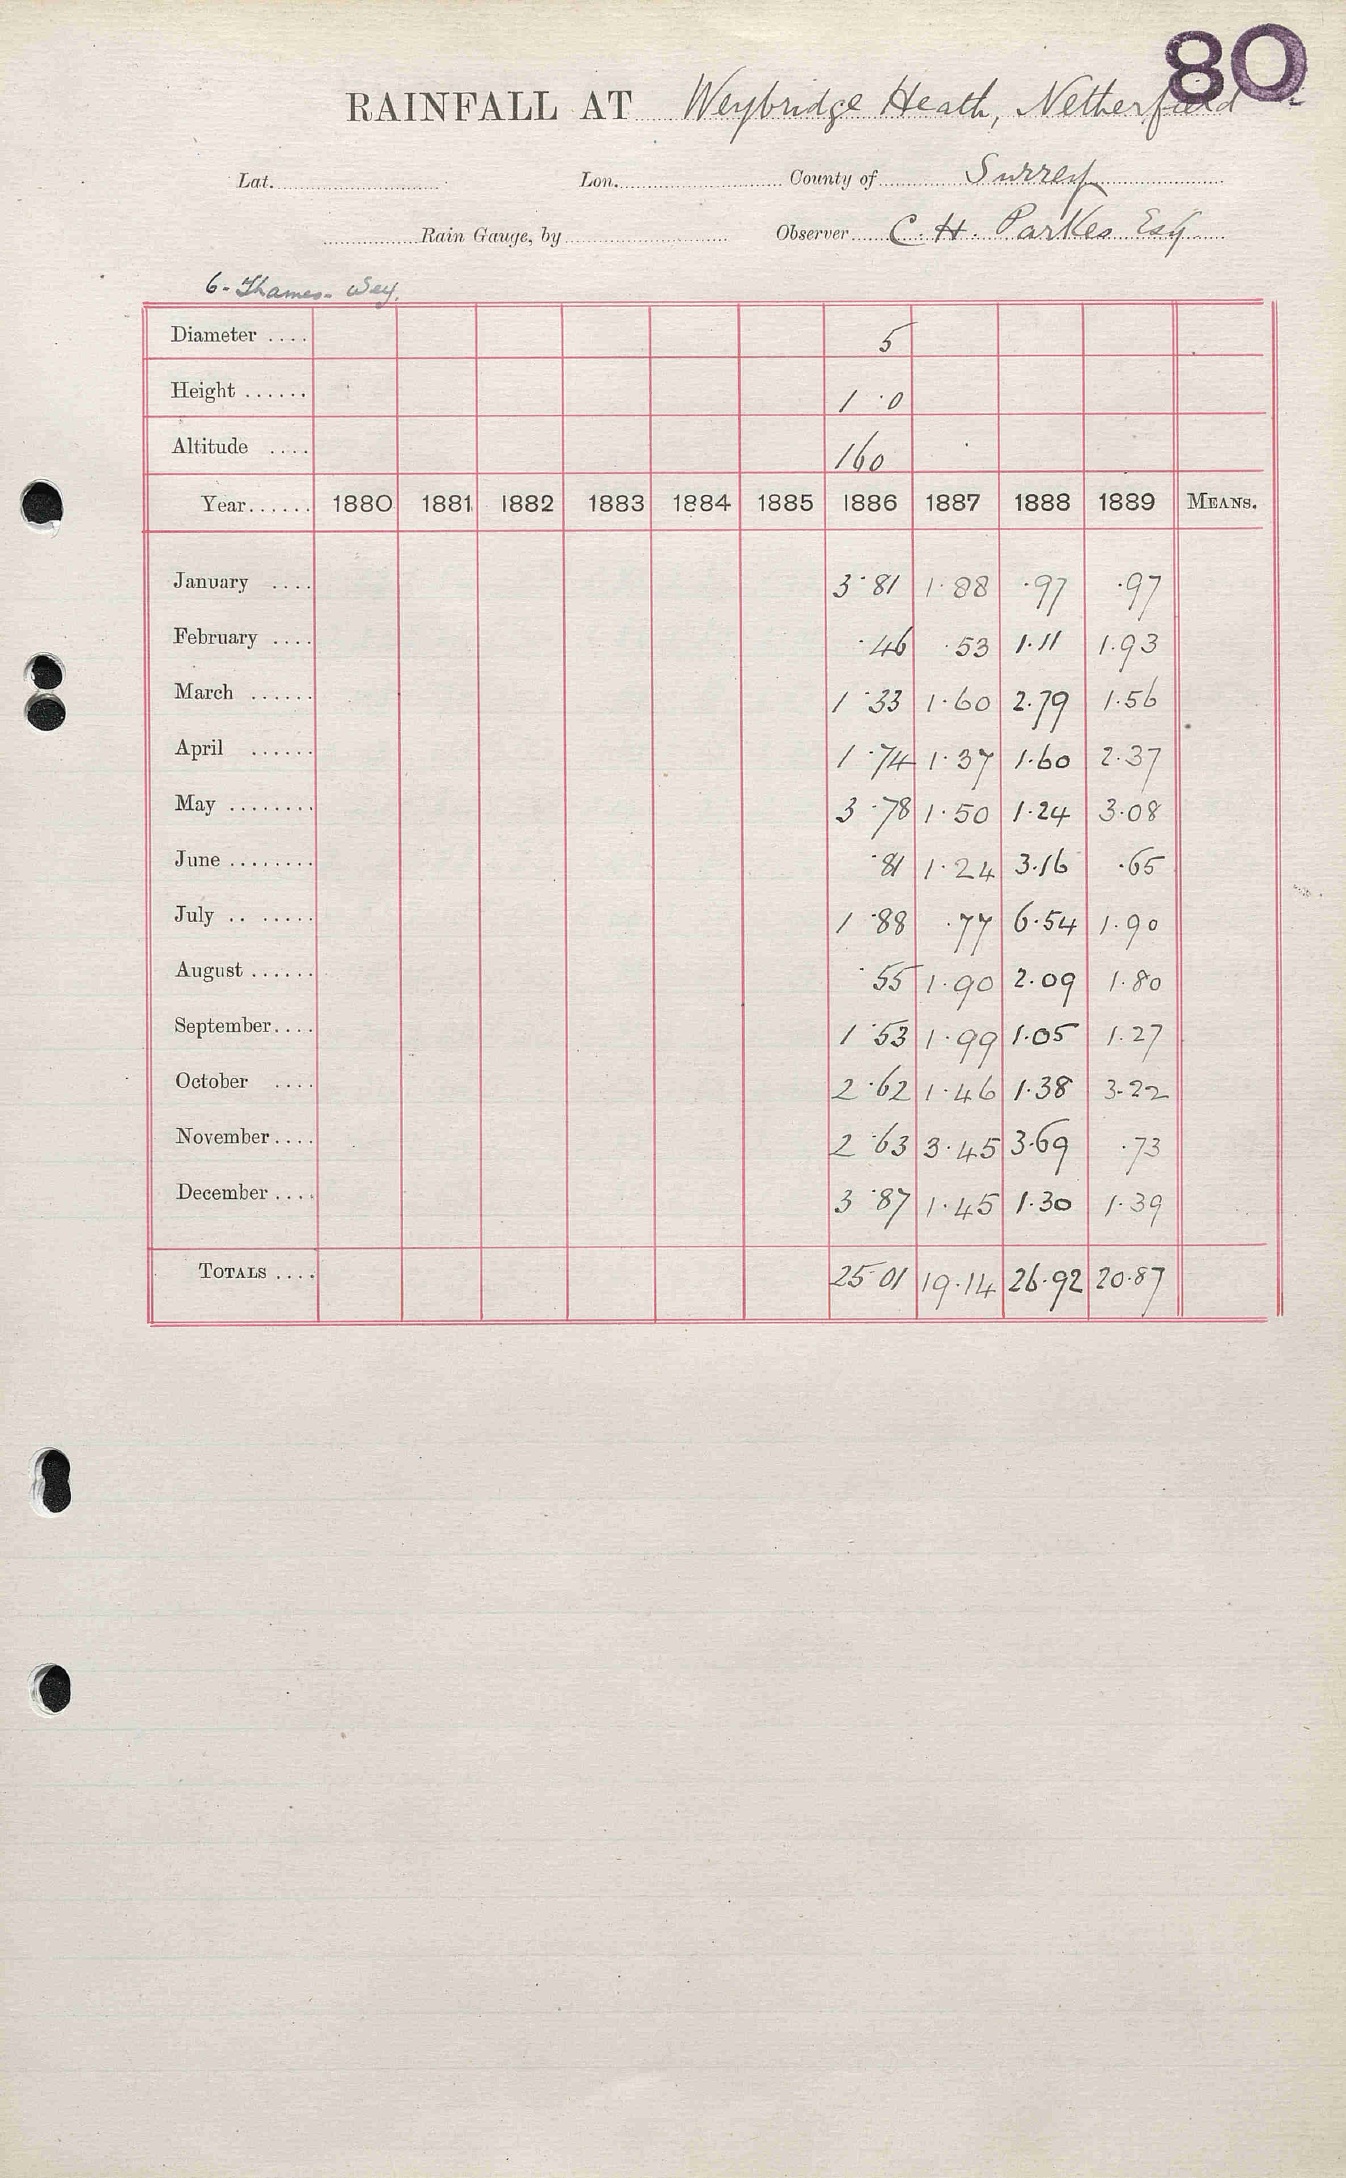 80
RAINFALL AT Weybridge Heath, Netherfield
Lat. Lon. County of Surrey
Rain Gauge, by Observer C. H. Parkes Esq
6 - Thames - Wey.
Diameter .... 5
Height ...... 1 · 0
Altitude .... 160
Year...... 1880 1881 1882 1883 1884 1885 1886 1887 1888 1889 MEANS.
January .... 3·81 1·88 ·97 ·97
February .... ·46 ·53 1·11 1·93
March ...... 1·33 1·60 2·79 1·56
April ...... 1·74 1·37 1·60 2·37
May ........ 3·78 1·50 1·24 3·08
June ........ ·81 1·24 3·16 ·65
July .. ..... 1·88 ·77 6·54 1·90
August ...... ·55 1·90 2·09 1·80
September.... 1·53 1·99 1·05 1·27
October .... 2·62 1·46 1·38 3·22
November.... 2·63 3·45 3·69 ·73
December .... 3·87 1·45 1·30 1·39
TOTALS .... 25·01 19·14 26·92 20·87